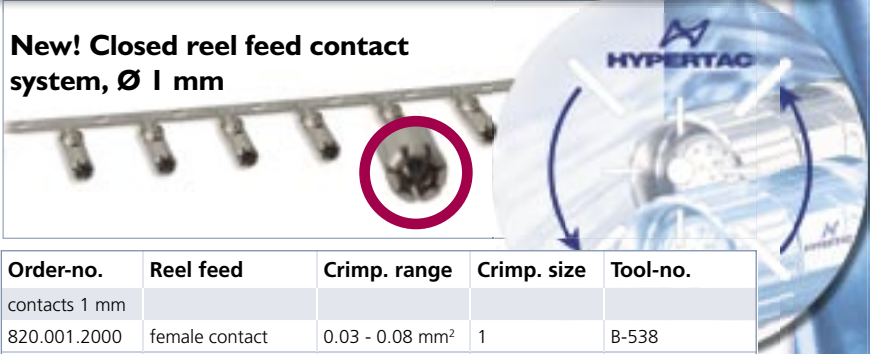 New! Closed reel feed contact
system, Ø 1 mm
HYPERTAC
Order-no. Reel feed Crimp. range Crimp. size Tool-no.
contacts 1 mm
820.001.2000 female contact 0.03 - 0.08 mm² 1 B-538